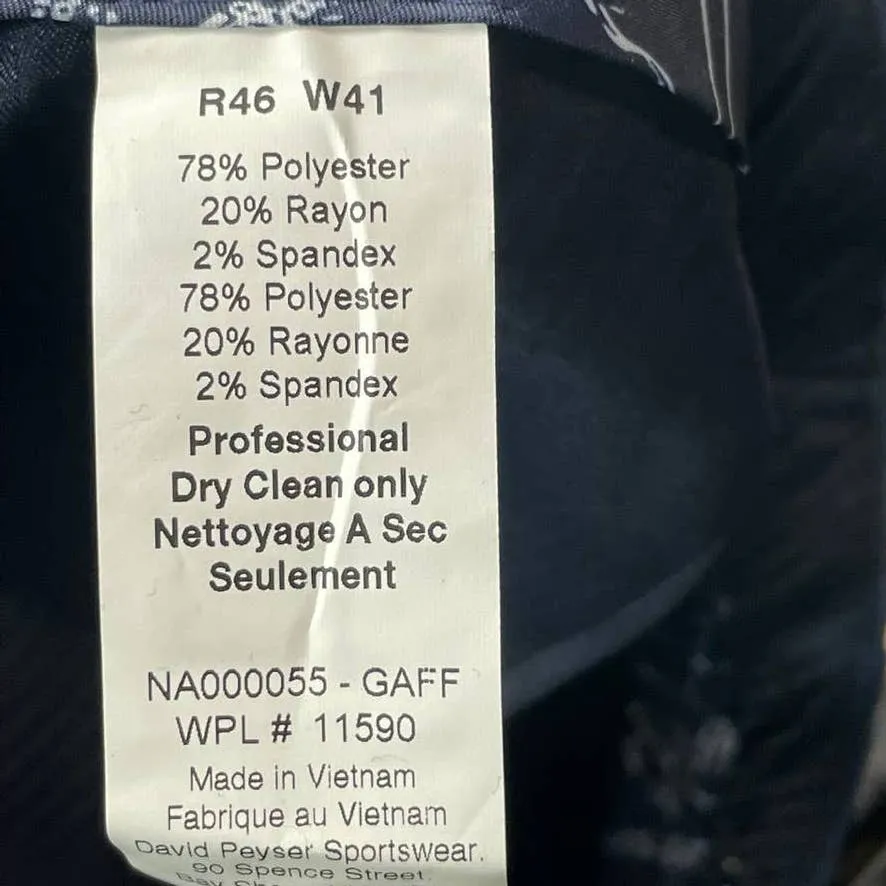 R46 W41
78% Polyester
20% Rayon
2% Spandex
78% Polyester
20% Rayonne
2% Spandex
Professional
Dry Clean only
Nettoyage A Sec
Seulement
NA000055 - GAFF
WPL # 11590
Made in Vietnam
Fabrique au Vietnam
David Peyser Sportswear.
90 Spence Street.
Bay